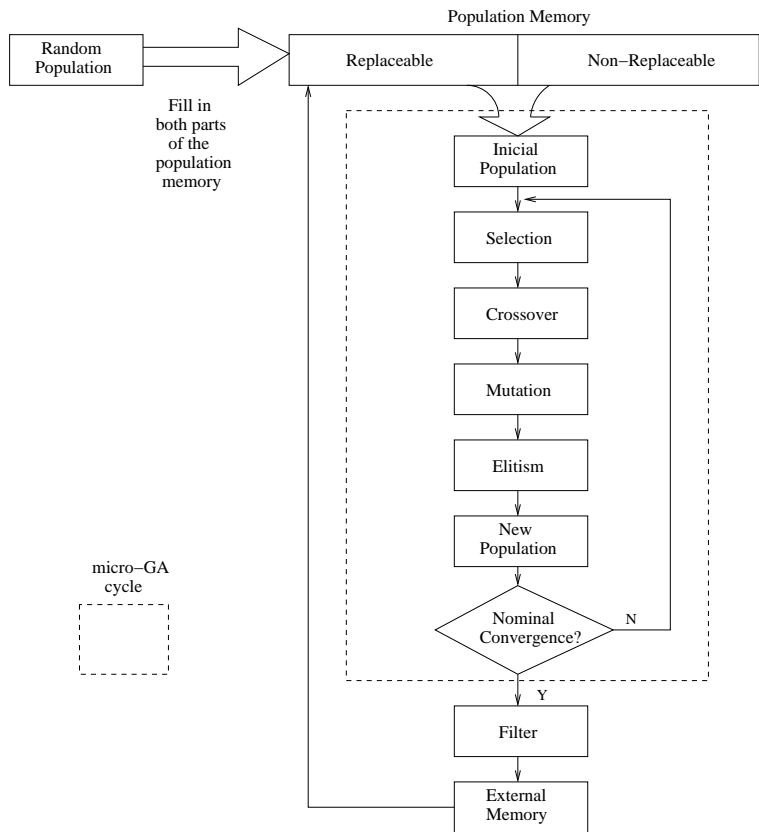 Population Memory
Random
Population
Replaceable
Non−Replaceable
Fill in
both parts
of the
population
memory
Inicial
Population
Selection
Crossover
Mutation
Elitism
New
Population
micro−GA
cycle
Nominal
Convergence?
N
Y
Filter
External
Memory